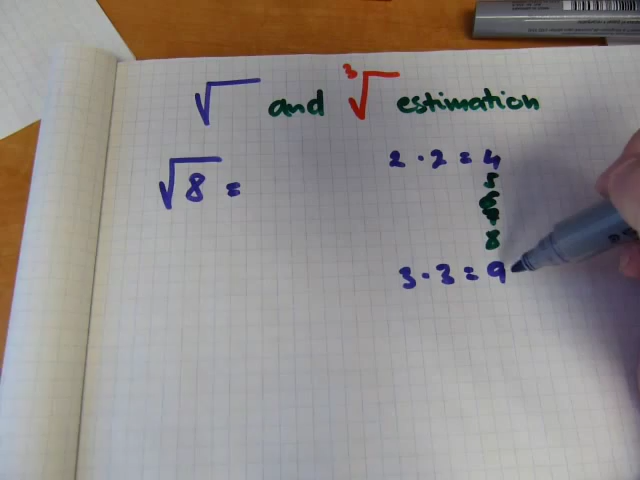 √ and ∛ estimation
√8 =
2 · 2 = 4
5
6
7
8
3 · 3 = 9